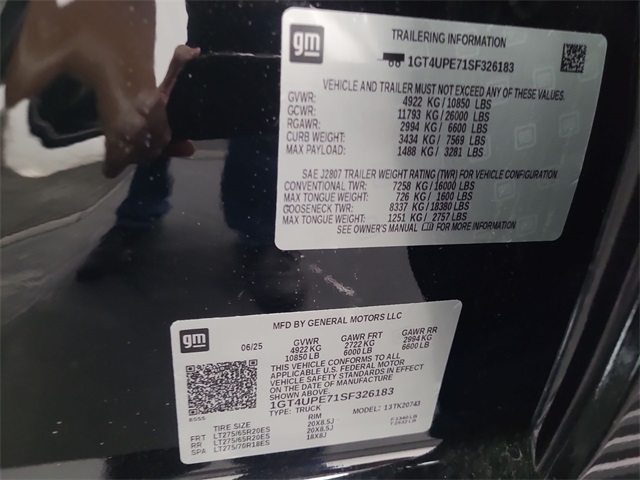 gm
TRAILERING INFORMATION
1GT4UPE71SF326183
VEHICLE AND TRAILER MUST NOT EXCEED ANY OF THESE VALUES.
GVWR: 4922 KG/10850 LBS
GCWR: 11793 KG/26000 LBS
RGAWR: 2994 KG/ 6600 LBS
CURB WEIGHT: 3434 KG/ 7569 LBS
MAX PAYLOAD: 1488 KG/ 3281 LBS
SAE J2807 TRAILER WEIGHT RATING (TWR) FOR VEHICLE CONFIGURATION
CONVENTIONAL TWR: 7258 KG/16000 LBS
MAX TONGUE WEIGHT: 726 KG/ 1600 LBS
GOOSENECK TWR: 8337 KG/18380 LBS
MAX TONGUE WEIGHT: 1251 KG/ 2757 LBS
SEE OWNER'S MANUAL FOR MORE INFORMATION
gm
MFD BY GENERAL MOTORS LLC
06/25 GVWR GAWR FRT GAWR RR
4922 KG 2722 KG 2994 KG
10850 LB 6000 LB 6600 LB
THIS VEHICLE CONFORMS TO ALL
APPLICABLE U.S. FEDERAL MOTOR
VEHICLE SAFETY STANDARDS IN EFFECT
ON THE DATE OF MANUFACTURE
SHOWN ABOVE.
1GT4UPE71SF326183
TYPE: TRUCK MODEL: 13TK20743
TIRE SIZE RIM
FRT LT275/65R20ES 20X8.5J
RR LT275/65R20ES 20X8.5J
SPA LT275/70R18ES 18X8J